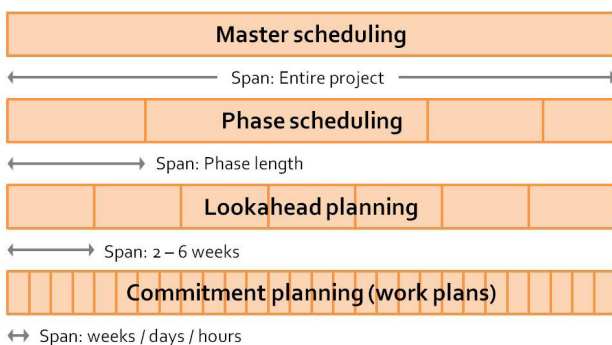 Master scheduling
Span: Entire project
Phase scheduling
Span: Phase length
Lookahead planning
Span: 2 – 6 weeks
Commitment planning (work plans)
Span: weeks / days / hours